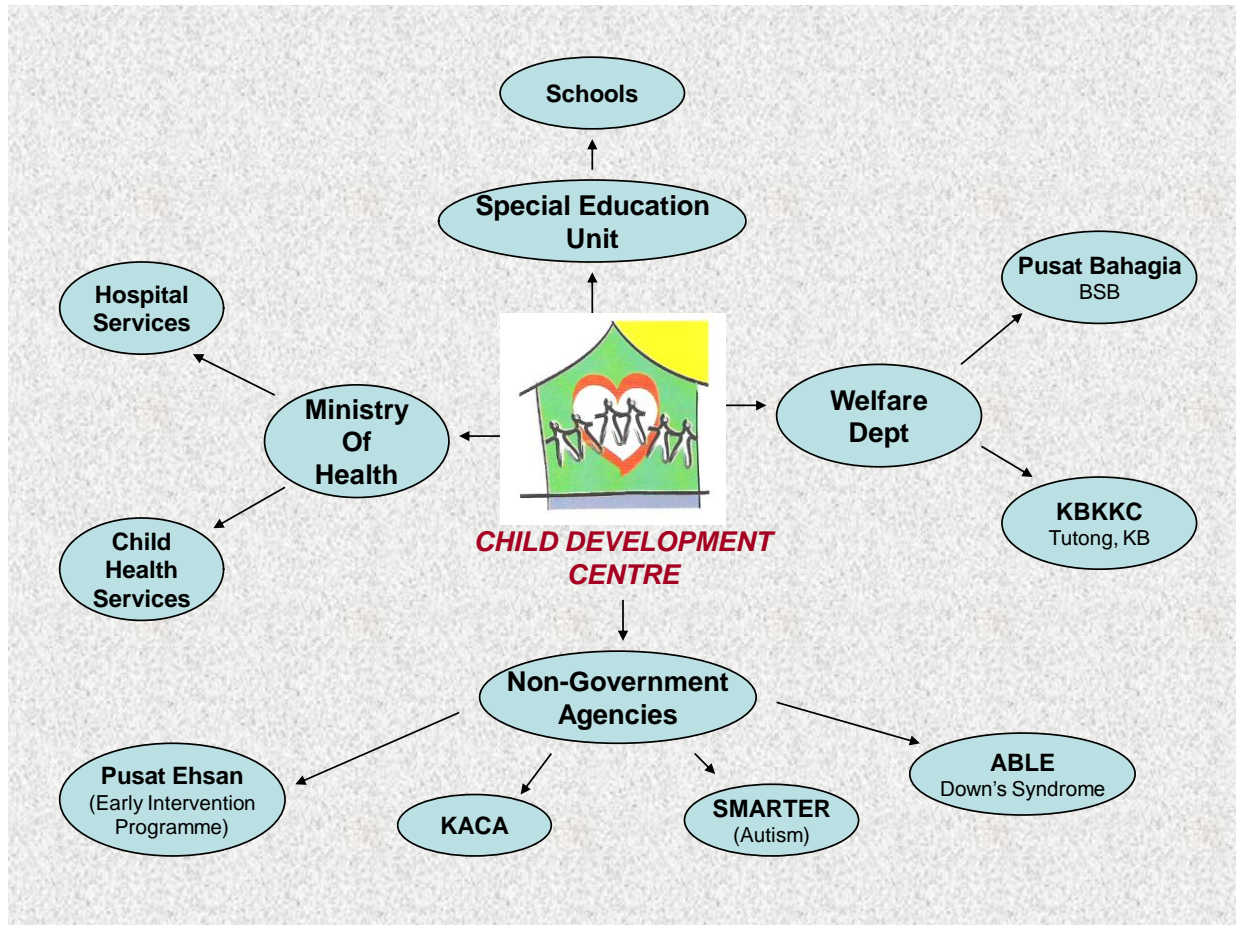 Schools
Special Education
Unit
Pusat Bahagia
BSB
Hospital
Services
Welfare
Dept
Ministry
Of
Health
KBKKC
Tutong, KB
Child
Health
Services
CHILD DEVELOPMENT
CENTRE
Non-Government
Agencies
Pusat Ehsan
(Early Intervention
Programme)
KACA
SMARTER
(Autism)
ABLE
Down's Syndrome